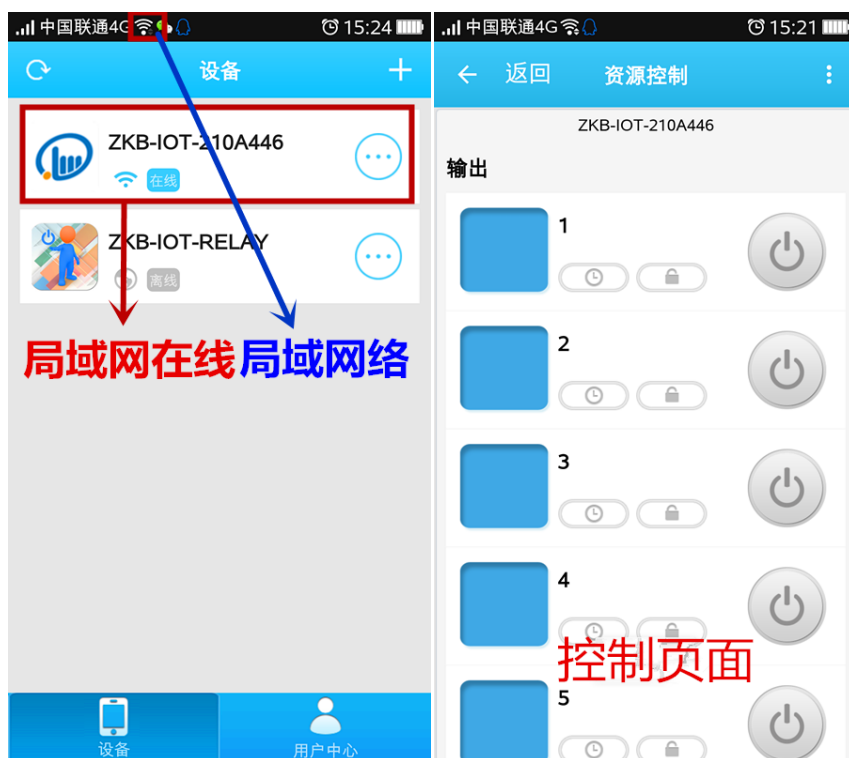 中国联通4G
15:24
设备
ZKB-IOT-210A446
在线
ZKB-IOT-RELAY
离线
局域网在线
局域网络
设备
用户中心
中国联通4G
15:21
返回
资源控制
ZKB-IOT-210A446
输出
1
2
3
4
控制页面
5